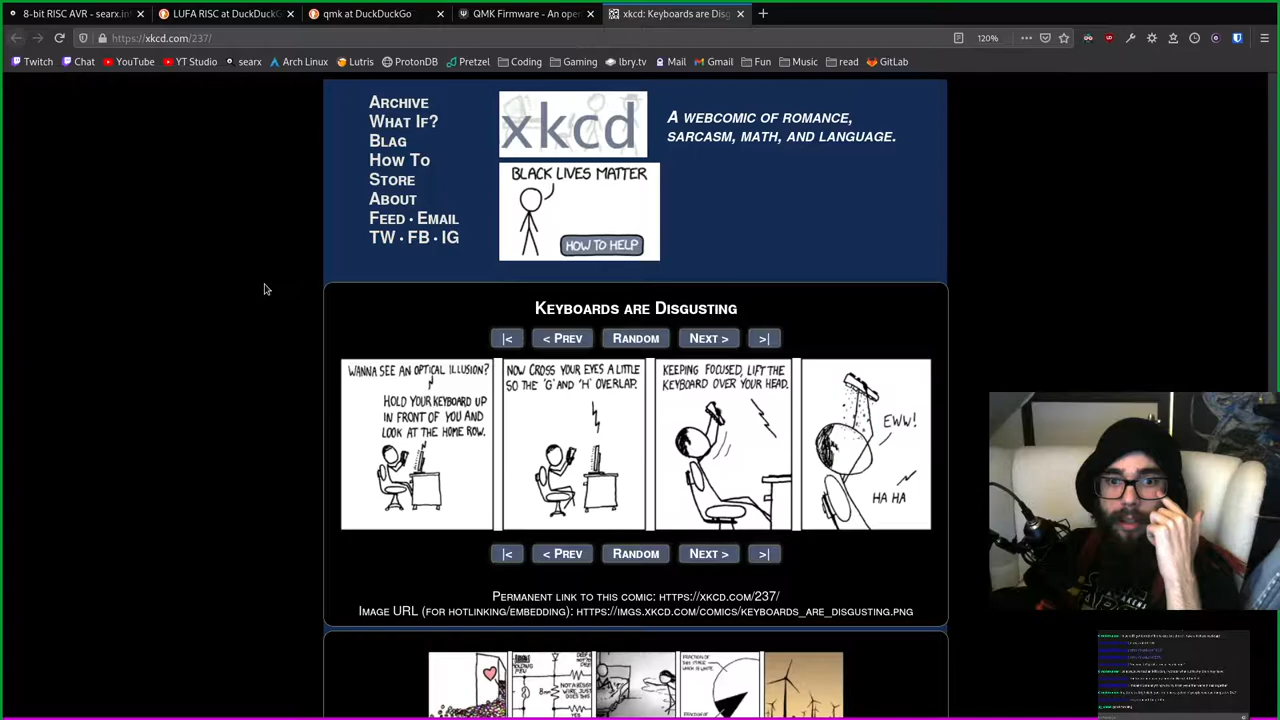 8-bit RISC AVR - searx.in
LUFA RISC at DuckDuckG
qmk at DuckDuckGo
QMK Firmware - An open
xkcd: Keyboards are Disg
https://xkcd.com/237/
120%
Twitch
Chat
YouTube
YT Studio
searx
Arch Linux
Lutris
ProtonDB
Pretzel
Coding
Gaming
lbry.tv
Mail
Gmail
Fun
Music
read
GitLab
Archive
What If?
Blag
How To
Store
About
Feed · Email
TW · FB · IG
xkcd
A webcomic of romance,
sarcasm, math, and language.
BLACK LIVES MATTER
HOW TO HELP
Keyboards are Disgusting
|<
< Prev
Random
Next >
>|
WANNA SEE AN OPTICAL ILLUSION?
HOLD YOUR KEYBOARD UP
IN FRONT OF YOU AND
LOOK AT THE HOME ROW.
NOW CROSS YOUR EYES A LITTLE
SO THE 'G' AND 'H' OVERLAP.
KEEPING FOCUSED, LIFT THE
KEYBOARD OVER YOUR HEAD.
EWW!
HA HA
|<
< Prev
Random
Next >
>|
Permanent link to this comic: https://xkcd.com/237/
Image URL (for hotlinking/embedding): https://imgs.xkcd.com/comics/keyboards_are_disgusting.png